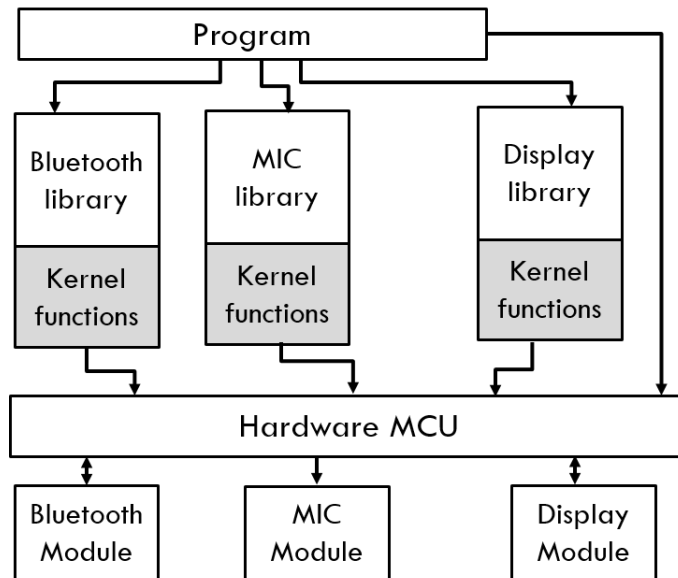 Program
Bluetooth
library
MIC
library
Display
library
Kernel
functions
Kernel
functions
Kernel
functions
Hardware MCU
Bluetooth
Module
MIC
Module
Display
Module